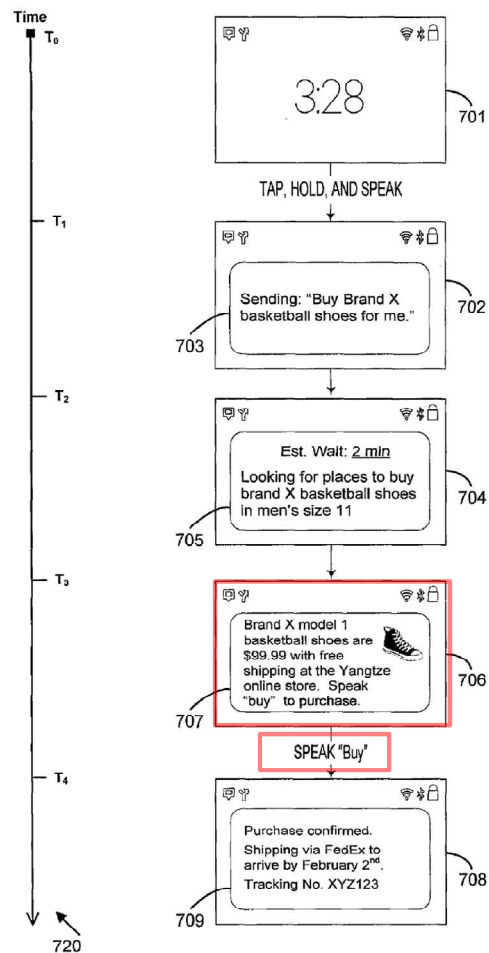 Time
T₀
3:28
701
TAP, HOLD, AND SPEAK
T₁
Sending: "Buy Brand X
basketball shoes for me."
702
703
T₂
Est. Wait: 2 min
Looking for places to buy
brand X basketball shoes
in men's size 11
704
705
T₃
Brand X model 1
basketball shoes are
$99.99 with free
shipping at the Yangtze
online store. Speak
"buy" to purchase.
706
707
SPEAK "Buy"
T₄
Purchase confirmed.
Shipping via FedEx to
arrive by February 2ⁿᵈ.
Tracking No. XYZ123
708
709
720